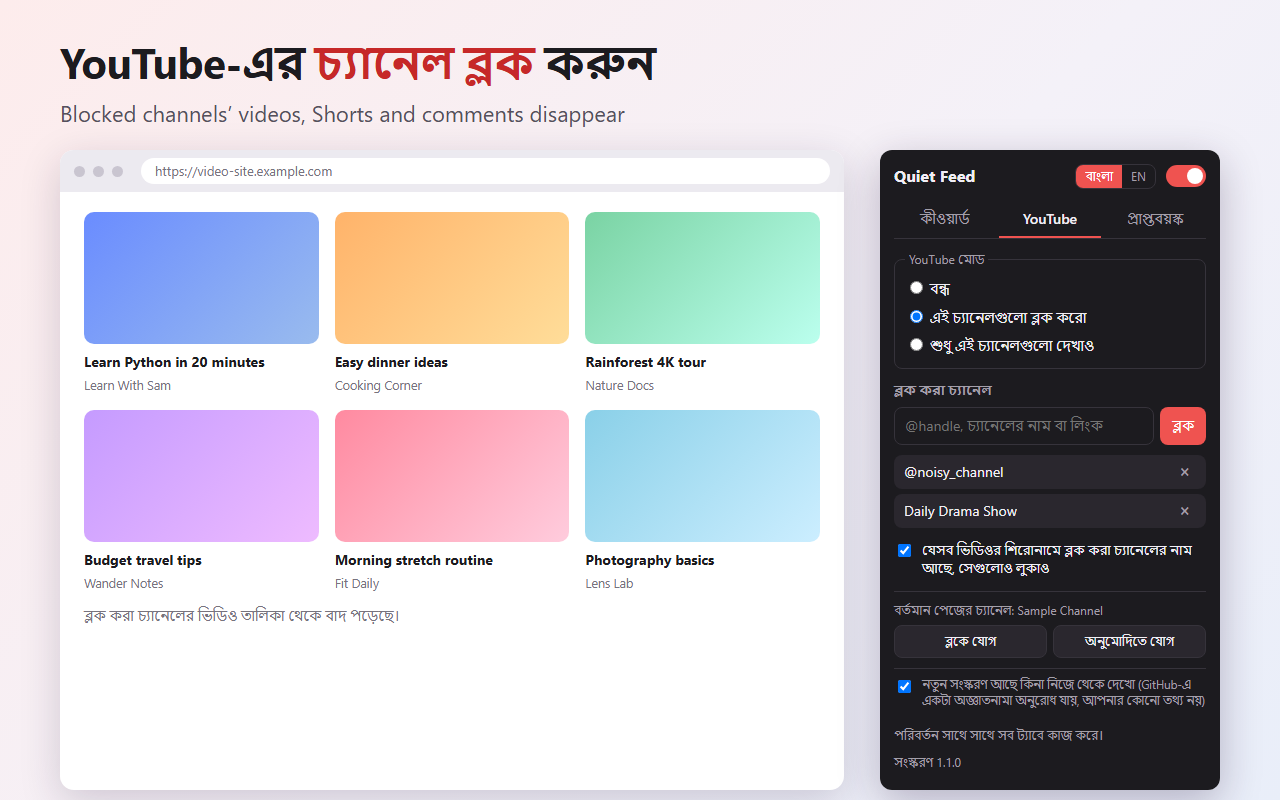 YouTube-এর চ্যানেল ব্লক করুন
Blocked channels’ videos, Shorts and comments disappear
https://video-site.example.com
Learn Python in 20 minutes
Learn With Sam
Easy dinner ideas
Cooking Corner
Rainforest 4K tour
Nature Docs
Budget travel tips
Wander Notes
Morning stretch routine
Fit Daily
Photography basics
Lens Lab
ব্লক করা চ্যানেলের ভিডিও তালিকা থেকে বাদ পড়েছে।
Quiet Feed
বাংলা EN
কীওয়ার্ড YouTube প্রাপ্তবয়স্ক
YouTube মোড
বন্ধ
এই চ্যানেলগুলো ব্লক করো
শুধু এই চ্যানেলগুলো দেখাও
ব্লক করা চ্যানেল
@handle, চ্যানেলের নাম বা লিংক ব্লক
@noisy_channel ×
Daily Drama Show ×
যেসব ভিডিওর শিরোনামে ব্লক করা চ্যানেলের নাম
আছে, সেগুলোও লুকাও
বর্তমান পেজের চ্যানেল: Sample Channel
ব্লকে যোগ অনুমোদিতে যোগ
নতুন সংস্করণ আছে কিনা নিজে থেকে দেখো (GitHub-এ
একটা অজ্ঞাতনামা অনুরোধ যায়, আপনার কোনো তথ্য নয়)
পরিবর্তন সাথে সাথে সব ট্যাবে কাজ করে।
সংস্করণ 1.1.0